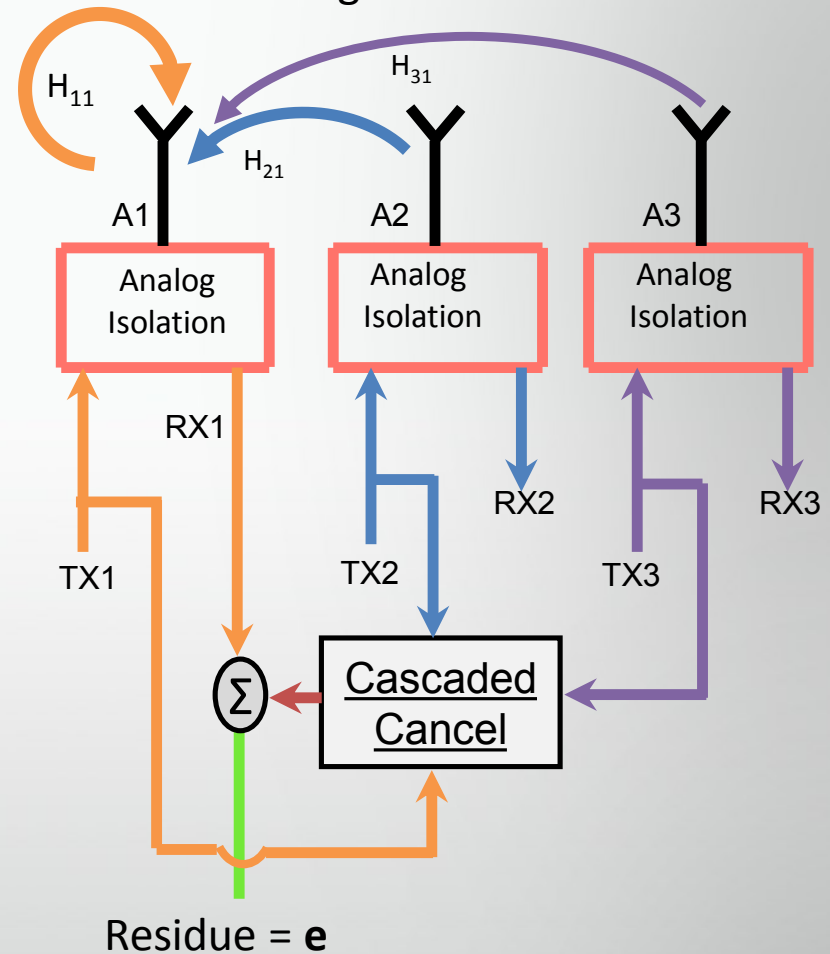 H₁₁
H₃₁
H₂₁
A1
A2
A3
Analog
Isolation
Analog
Isolation
Analog
Isolation
RX1
RX2
RX3
TX1
TX2
TX3
Σ
Cascaded
Cancel
Residue = e